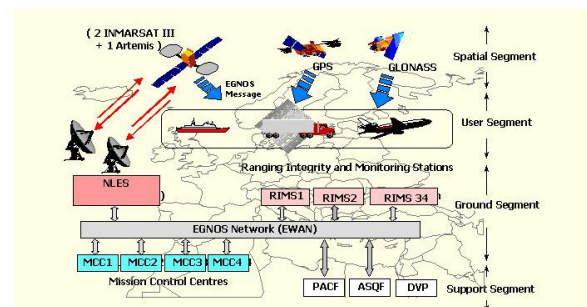 ( 2 INMARSAT III
+ 1 Artemis)
GPS
GLONASS
Spatial Segment
EGNOS
Message
User Segment
Ranging Integrity and Monitoring Stations
NLES
)
RIMS1
RIMS2
RIMS 34
Ground Segment
EGNOS Network (EWAN)
MCC1
MCC2
MCC3
MCC4
Mission Control Centres
PACF
ASQF
DVP
Support Segment